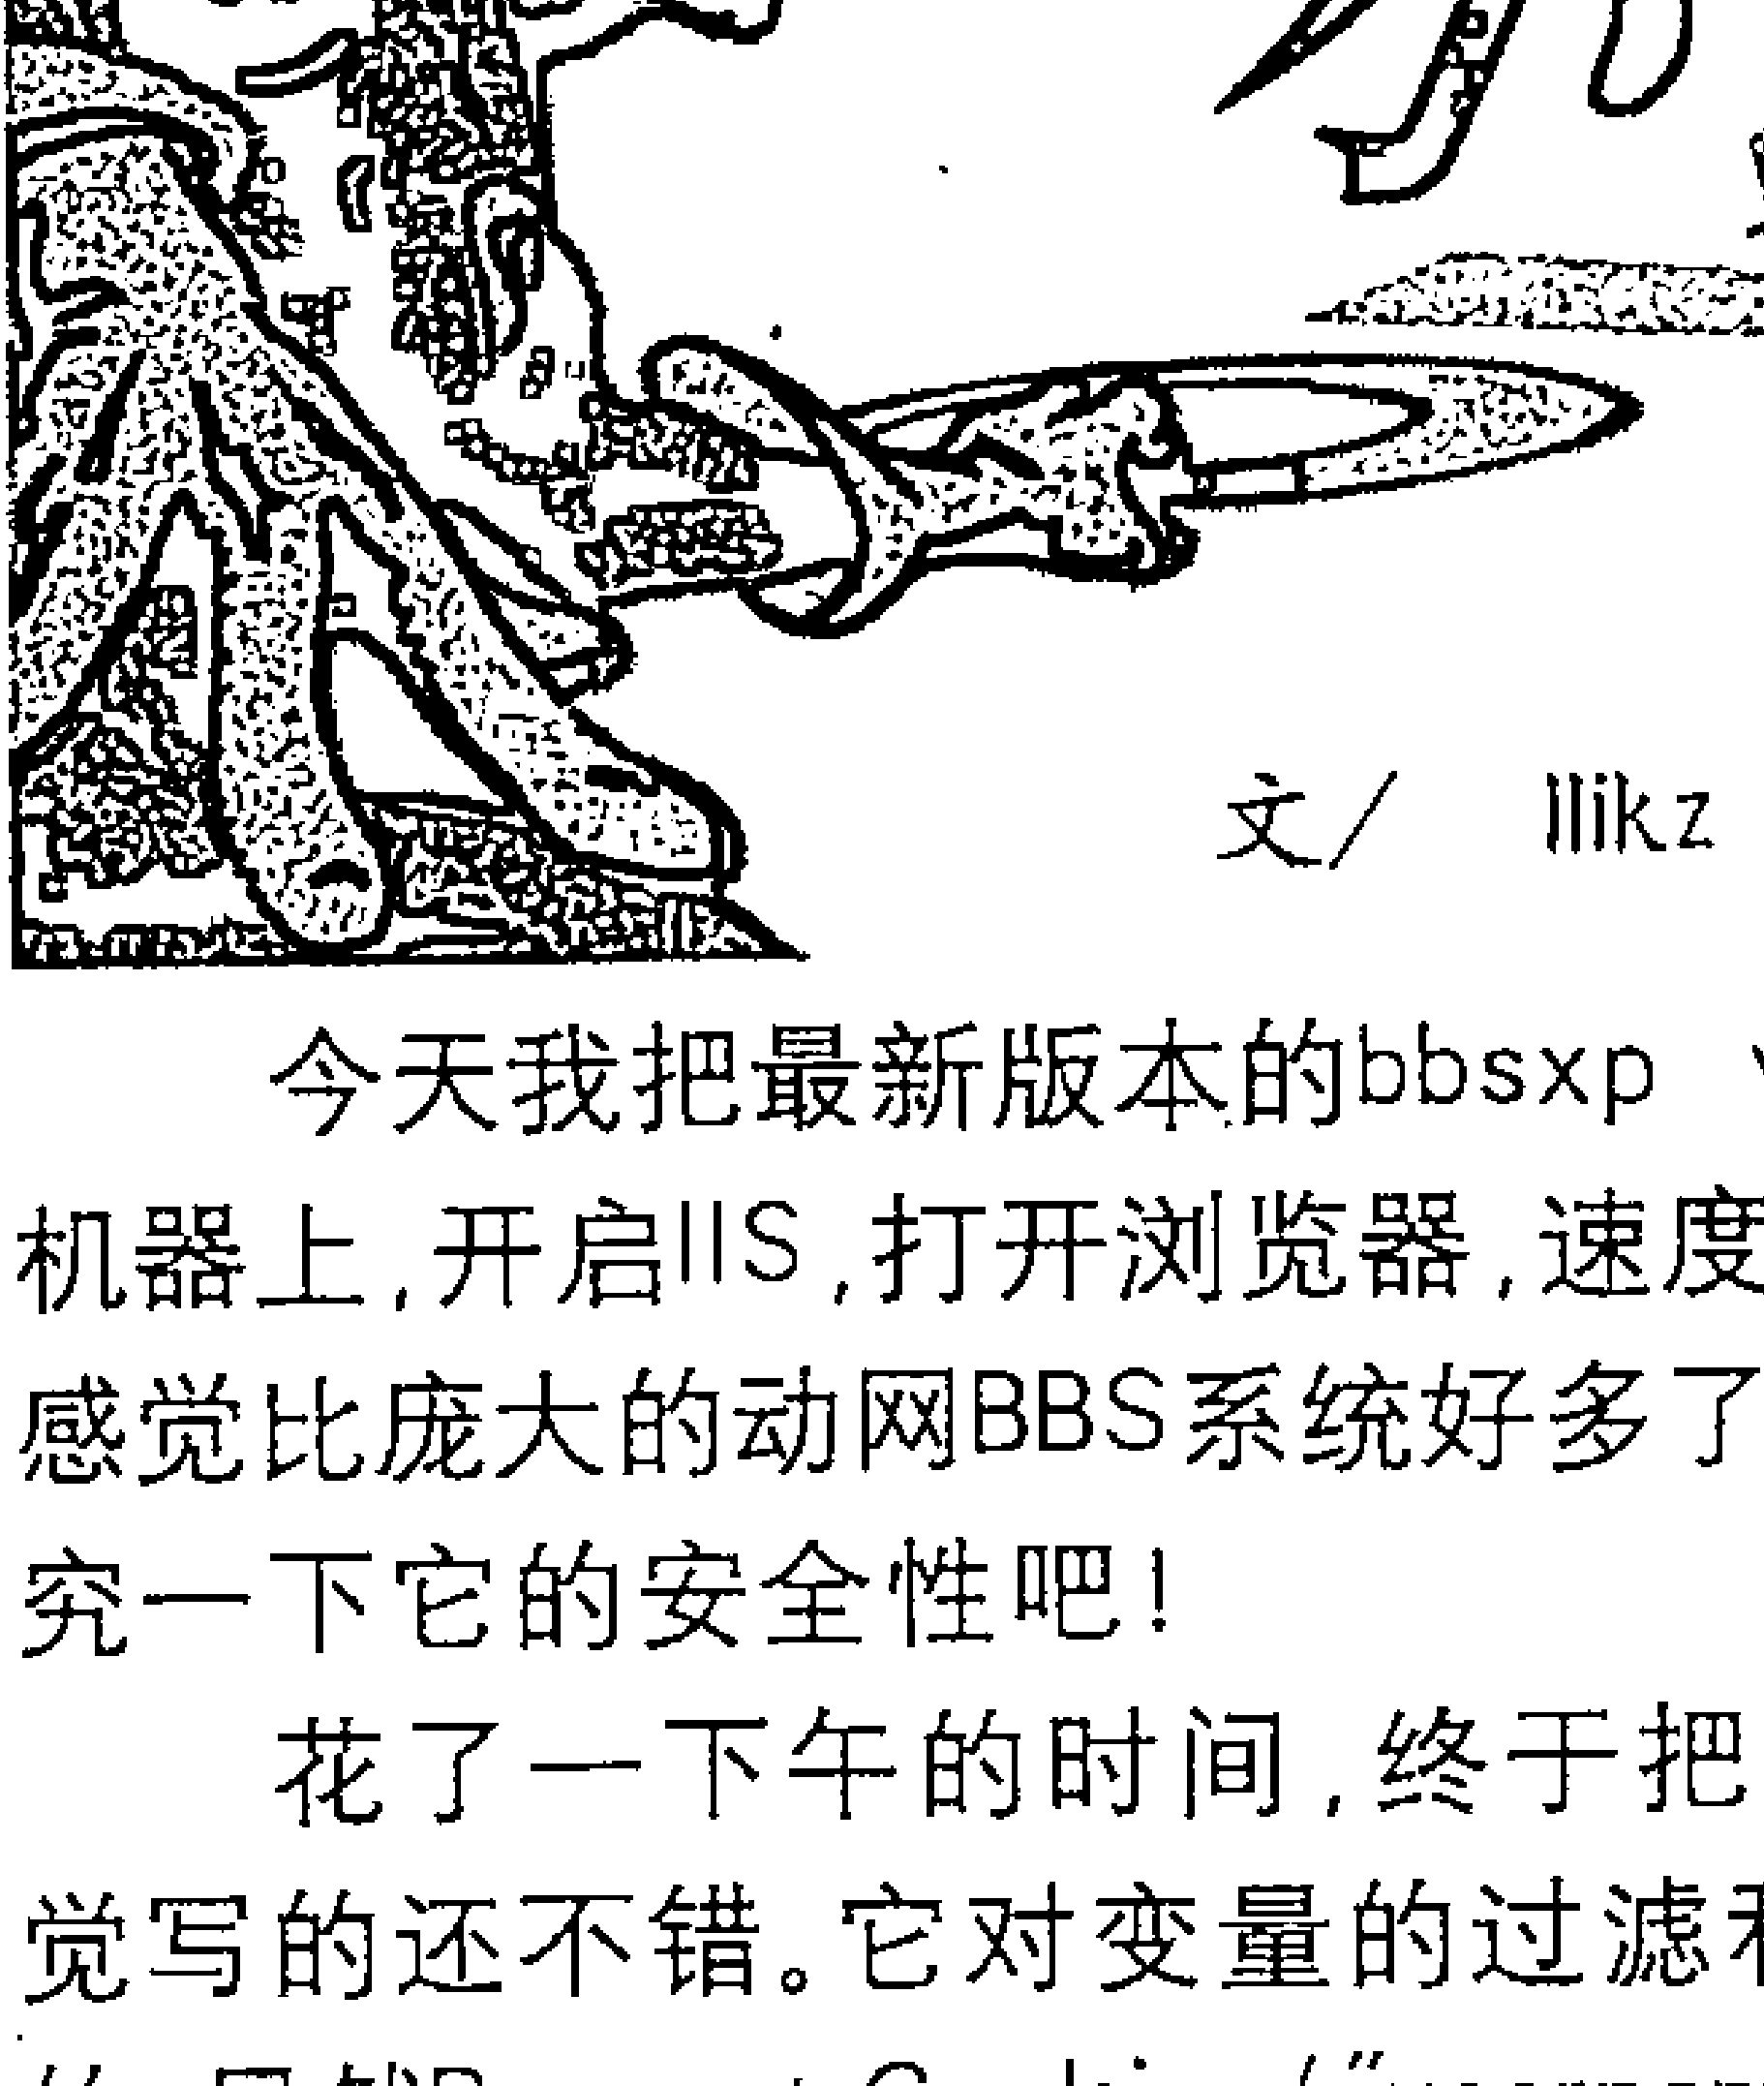 文/ llikz
今天我把最新版本的bbsxp
机器上,开启IIS,打开浏览器,速度
感觉比庞大的动网BBS系统好多了
究一下它的安全性吧!
花了一下午的时间,终于把
觉写的还不错。它对变量的过滤